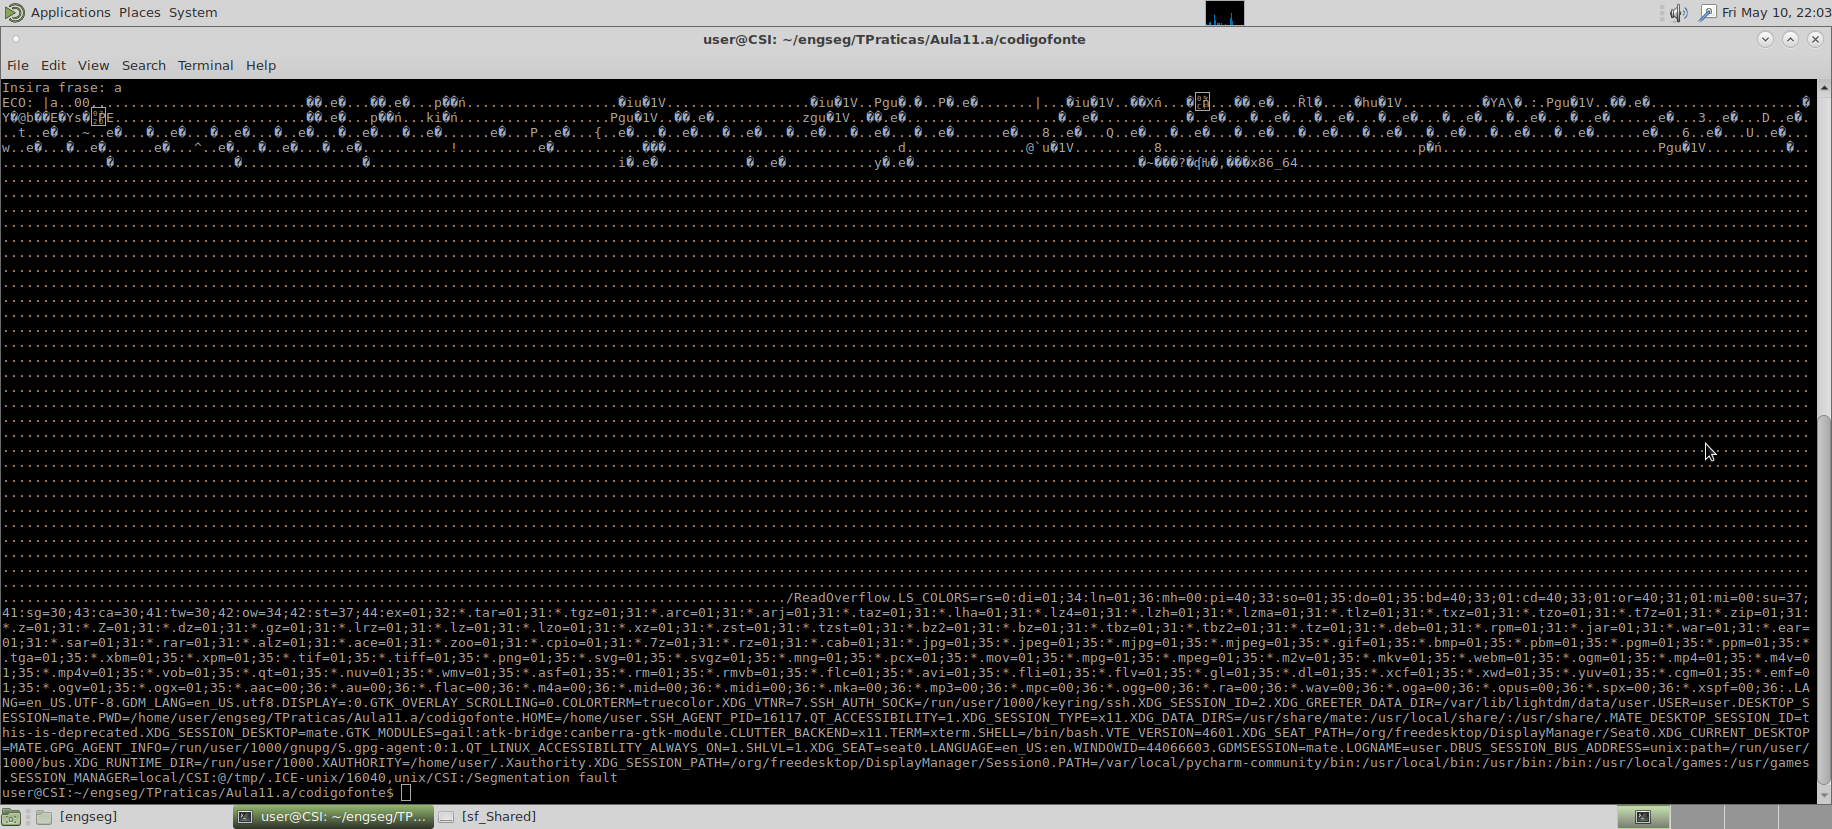 Applications Places System
Fri May 10, 22:03
user@CSI: ~/engseg/TPraticas/Aula11.a/codigofonte
File Edit View Search Terminal Help
Insira frase: a
ECO: |a..00
x86_64
./ReadOverflow.LS_COLORS=rs=0:di=01;34:ln=01;36:mh=00:pi=40;33:so=01;35:do=01;35:bd=40;33;01:cd=40;33;01:or=40;31;01:mi=00:su=37;
41:sg=30;43:ca=30;41:tw=30;42:ow=34;42:st=37;44:ex=01;32:*.tar=01;31:*.tgz=01;31:*.arc=01;31:*.arj=01;31:*.taz=01;31:*.lha=01;31:*.lz4=01;31:*.lzh=01;31:*.lzma=01;31:*.tlz=01;31:*.txz=01;31:*.tzo=01;31:*.t7z=01;31:*.zip=01;31:
*.z=01;31:*.Z=01;31:*.dz=01;31:*.gz=01;31:*.lrz=01;31:*.lz=01;31:*.lzo=01;31:*.xz=01;31:*.zst=01;31:*.tzst=01;31:*.bz2=01;31:*.bz=01;31:*.tbz=01;31:*.tbz2=01;31:*.tz=01;31:*.deb=01;31:*.rpm=01;31:*.jar=01;31:*.war=01;31:*.ear=
01;31:*.sar=01;31:*.rar=01;31:*.alz=01;31:*.ace=01;31:*.zoo=01;31:*.cpio=01;31:*.7z=01;31:*.rz=01;31:*.cab=01;31:*.jpg=01;35:*.jpeg=01;35:*.mjpg=01;35:*.mjpeg=01;35:*.gif=01;35:*.bmp=01;35:*.pbm=01;35:*.pgm=01;35:*.ppm=01;35:*
.tga=01;35:*.xbm=01;35:*.xpm=01;35:*.tif=01;35:*.tiff=01;35:*.png=01;35:*.svg=01;35:*.svgz=01;35:*.mng=01;35:*.pcx=01;35:*.mov=01;35:*.mpg=01;35:*.mpeg=01;35:*.m2v=01;35:*.mkv=01;35:*.webm=01;35:*.ogm=01;35:*.mp4=01;35:*.m4v=0
1;35:*.mp4v=01;35:*.vob=01;35:*.qt=01;35:*.nuv=01;35:*.wmv=01;35:*.asf=01;35:*.rm=01;35:*.rmvb=01;35:*.flc=01;35:*.avi=01;35:*.fli=01;35:*.flv=01;35:*.gl=01;35:*.dl=01;35:*.xcf=01;35:*.xwd=01;35:*.yuv=01;35:*.cgm=01;35:*.emf=0
1;35:*.ogv=01;35:*.ogx=01;35:*.aac=00;36:*.au=00;36:*.flac=00;36:*.m4a=00;36:*.mid=00;36:*.midi=00;36:*.mka=00;36:*.mp3=00;36:*.mpc=00;36:*.ogg=00;36:*.ra=00;36:*.wav=00;36:*.oga=00;36:*.opus=00;36:*.spx=00;36:*.xspf=00;36:.LA
NG=en_US.UTF-8.GDM_LANG=en_US.utf8.DISPLAY=:0.GTK_OVERLAY_SCROLLING=0.COLORTERM=truecolor.XDG_VTNR=7.SSH_AUTH_SOCK=/run/user/1000/keyring/ssh.XDG_SESSION_ID=2.XDG_GREETER_DATA_DIR=/var/lib/lightdm/data/user.USER=user.DESKTOP_S
ESSION=mate.PWD=/home/user/engseg/TPraticas/Aula11.a/codigofonte.HOME=/home/user.SSH_AGENT_PID=16117.QT_ACCESSIBILITY=1.XDG_SESSION_TYPE=x11.XDG_DATA_DIRS=/usr/share/mate:/usr/local/share/:/usr/share/.MATE_DESKTOP_SESSION_ID=t
his-is-deprecated.XDG_SESSION_DESKTOP=mate.GTK_MODULES=gail:atk-bridge:canberra-gtk-module.CLUTTER_BACKEND=x11.TERM=xterm.SHELL=/bin/bash.VTE_VERSION=4601.XDG_SEAT_PATH=/org/freedesktop/DisplayManager/Seat0.XDG_CURRENT_DESKTOP
=MATE.GPG_AGENT_INFO=/run/user/1000/gnupg/S.gpg-agent:0:1.QT_LINUX_ACCESSIBILITY_ALWAYS_ON=1.SHLVL=1.XDG_SEAT=seat0.LANGUAGE=en_US:en.WINDOWID=44066603.GDMSESSION=mate.LOGNAME=user.DBUS_SESSION_BUS_ADDRESS=unix:path=/run/user/
1000/bus.XDG_RUNTIME_DIR=/run/user/1000.XAUTHORITY=/home/user/.Xauthority.XDG_SESSION_PATH=/org/freedesktop/DisplayManager/Session0.PATH=/var/local/pycharm-community/bin:/usr/local/bin:/usr/bin:/bin:/usr/local/games:/usr/games
.SESSION_MANAGER=local/CSI:@/tmp/.ICE-unix/16040,unix/CSI:/Segmentation fault
user@CSI:~/engseg/TPraticas/Aula11.a/codigofonte$
[engseg]
user@CSI: ~/engseg/TP...
[sf_Shared]